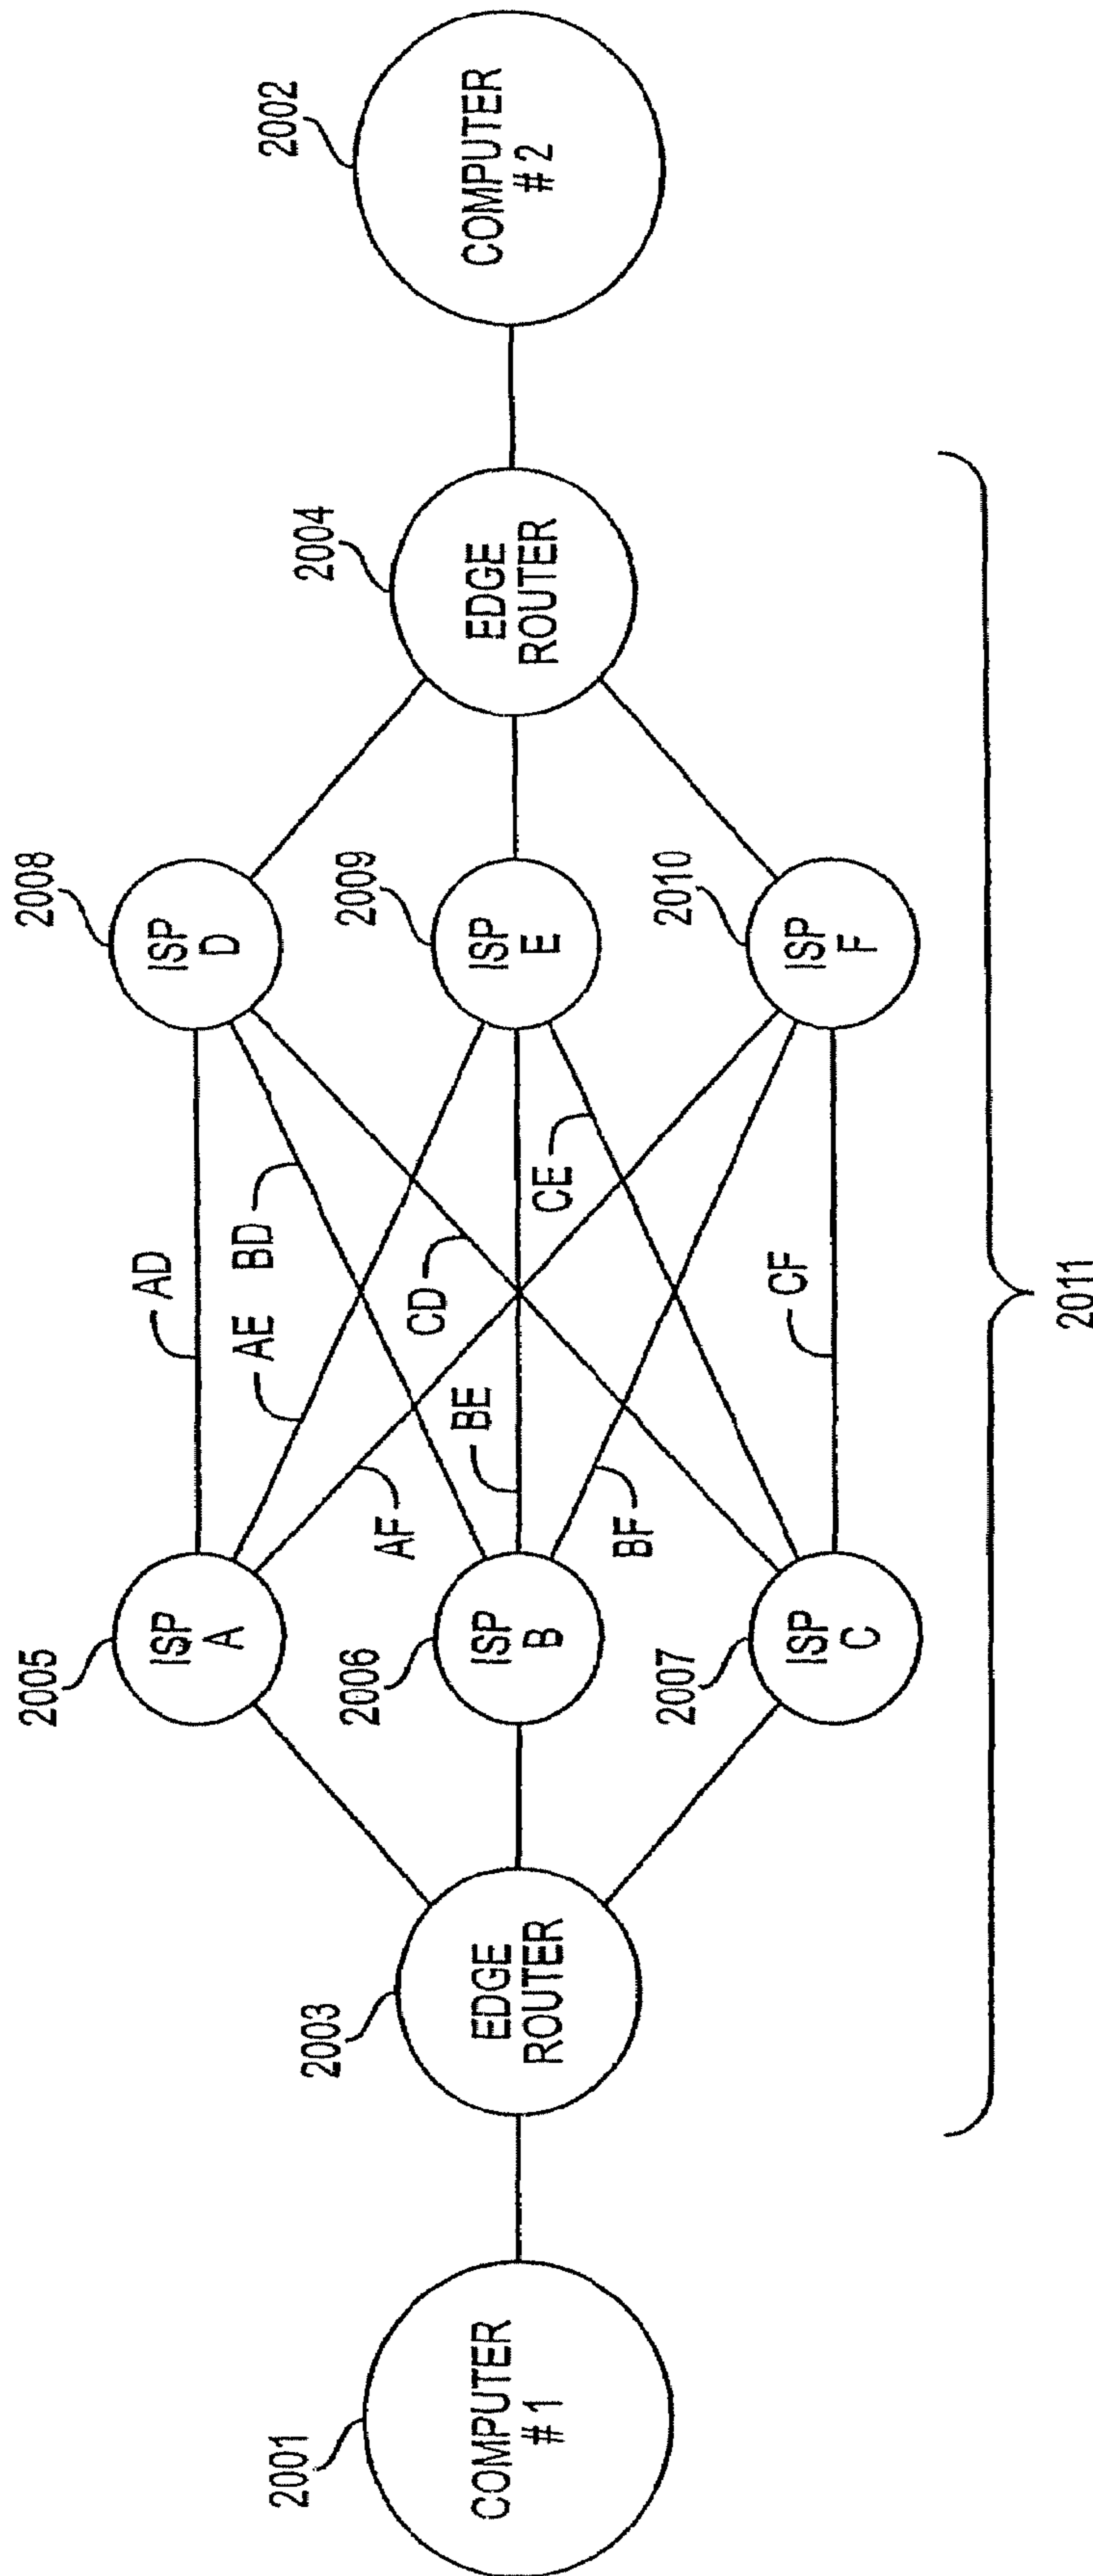 2001
COMPUTER
# 1
2003
EDGE
ROUTER
2005
ISP
A
2006
ISP
B
2007
ISP
C
AD
AE
BD
AF
CD
BE
CE
BF
CF
2008
ISP
D
2009
ISP
E
2010
ISP
F
2004
EDGE
ROUTER
2002
COMPUTER
# 2
2011